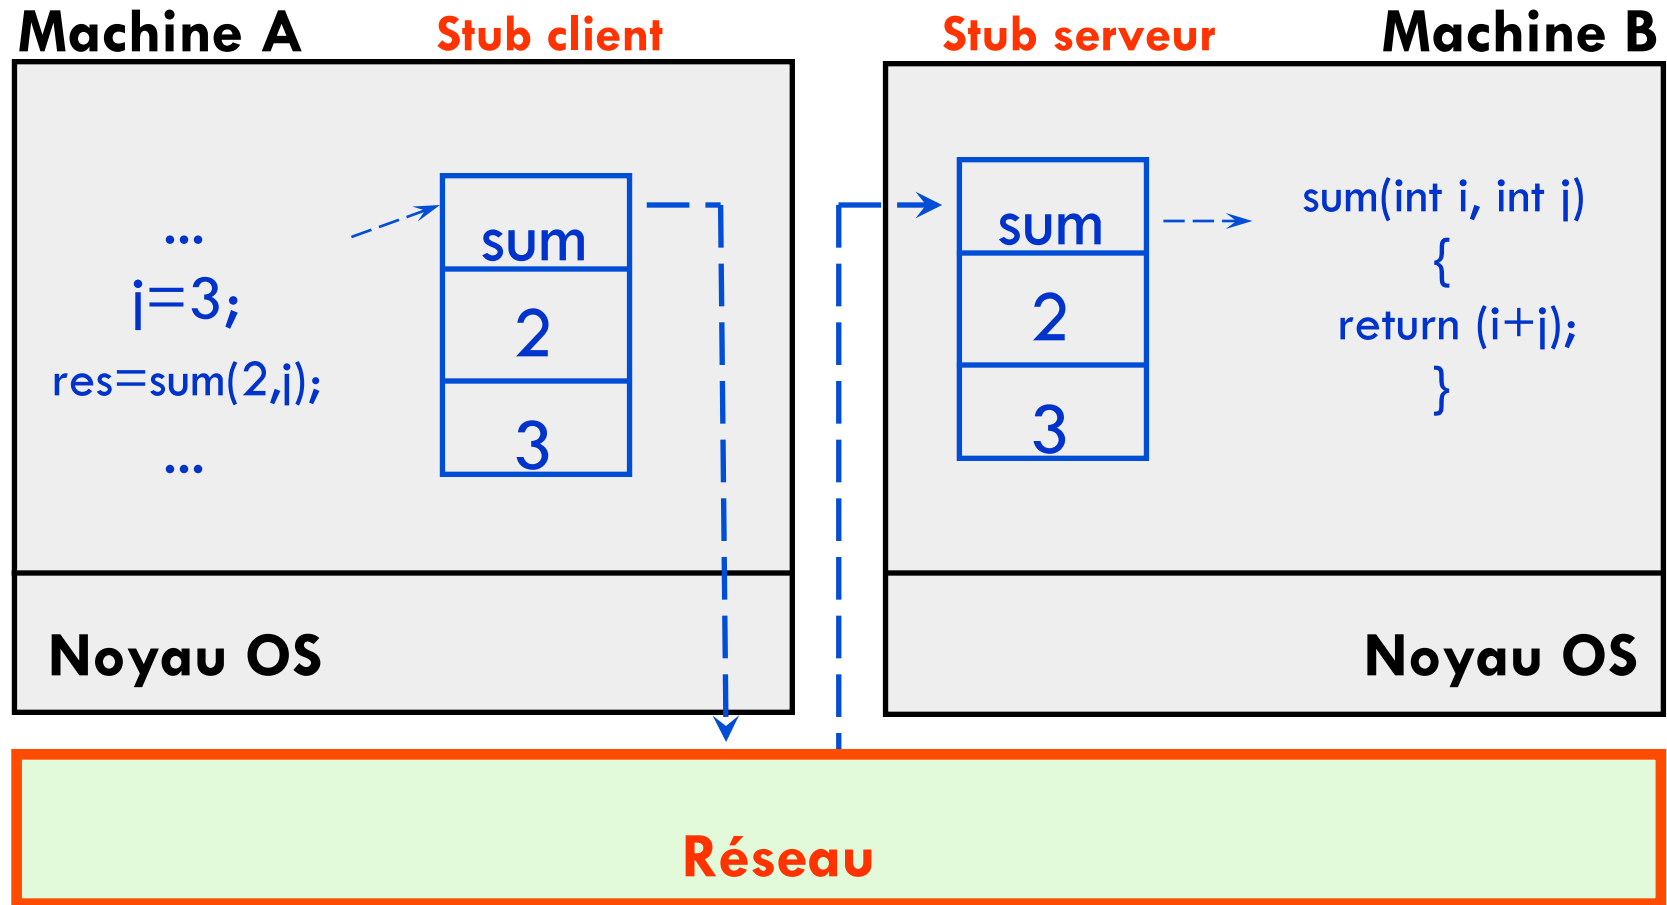 Machine A
Stub client
Stub serveur
Machine B
...
j=3;
res=sum(2,j);
...
sum
2
3
sum
2
3
sum(int i, int j)
{
return (i+j);
}
Noyau OS
Noyau OS
Réseau